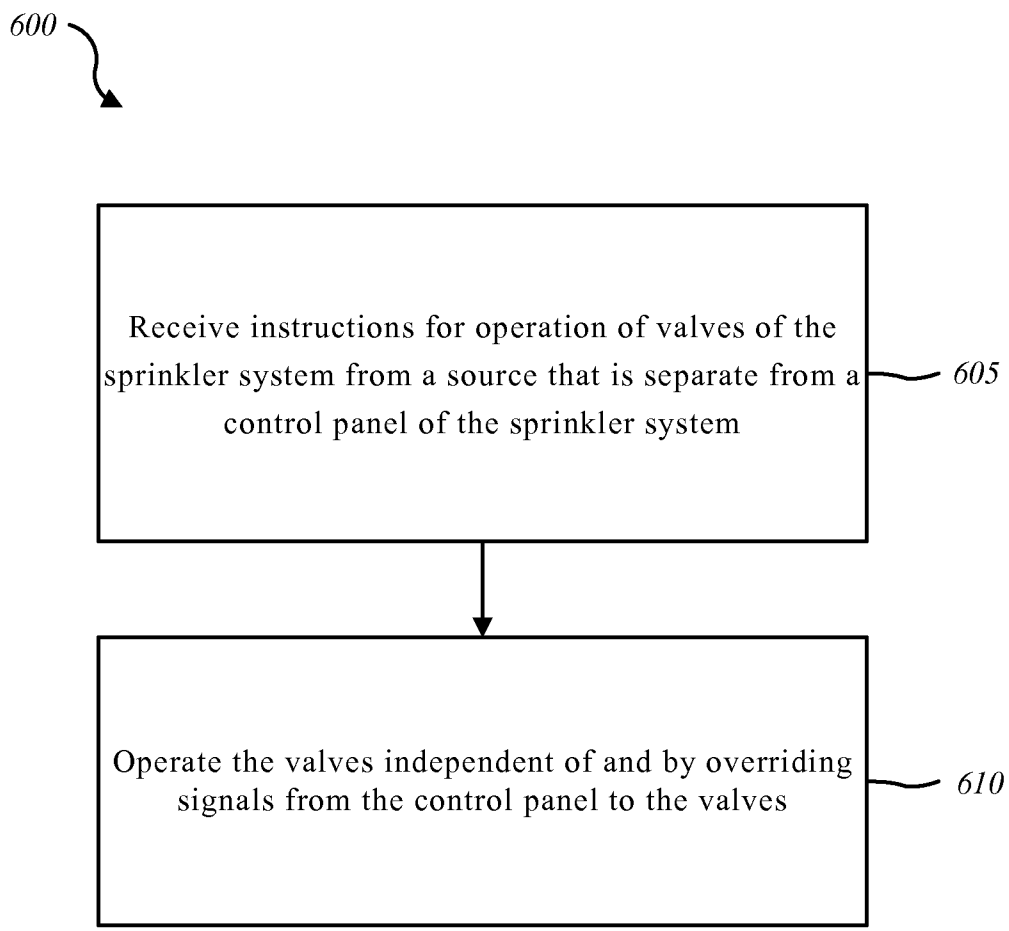 600
Receive instructions for operation of valves of the
sprinkler system from a source that is separate from a
control panel of the sprinkler system
605
Operate the valves independent of and by overriding
signals from the control panel to the valves
610